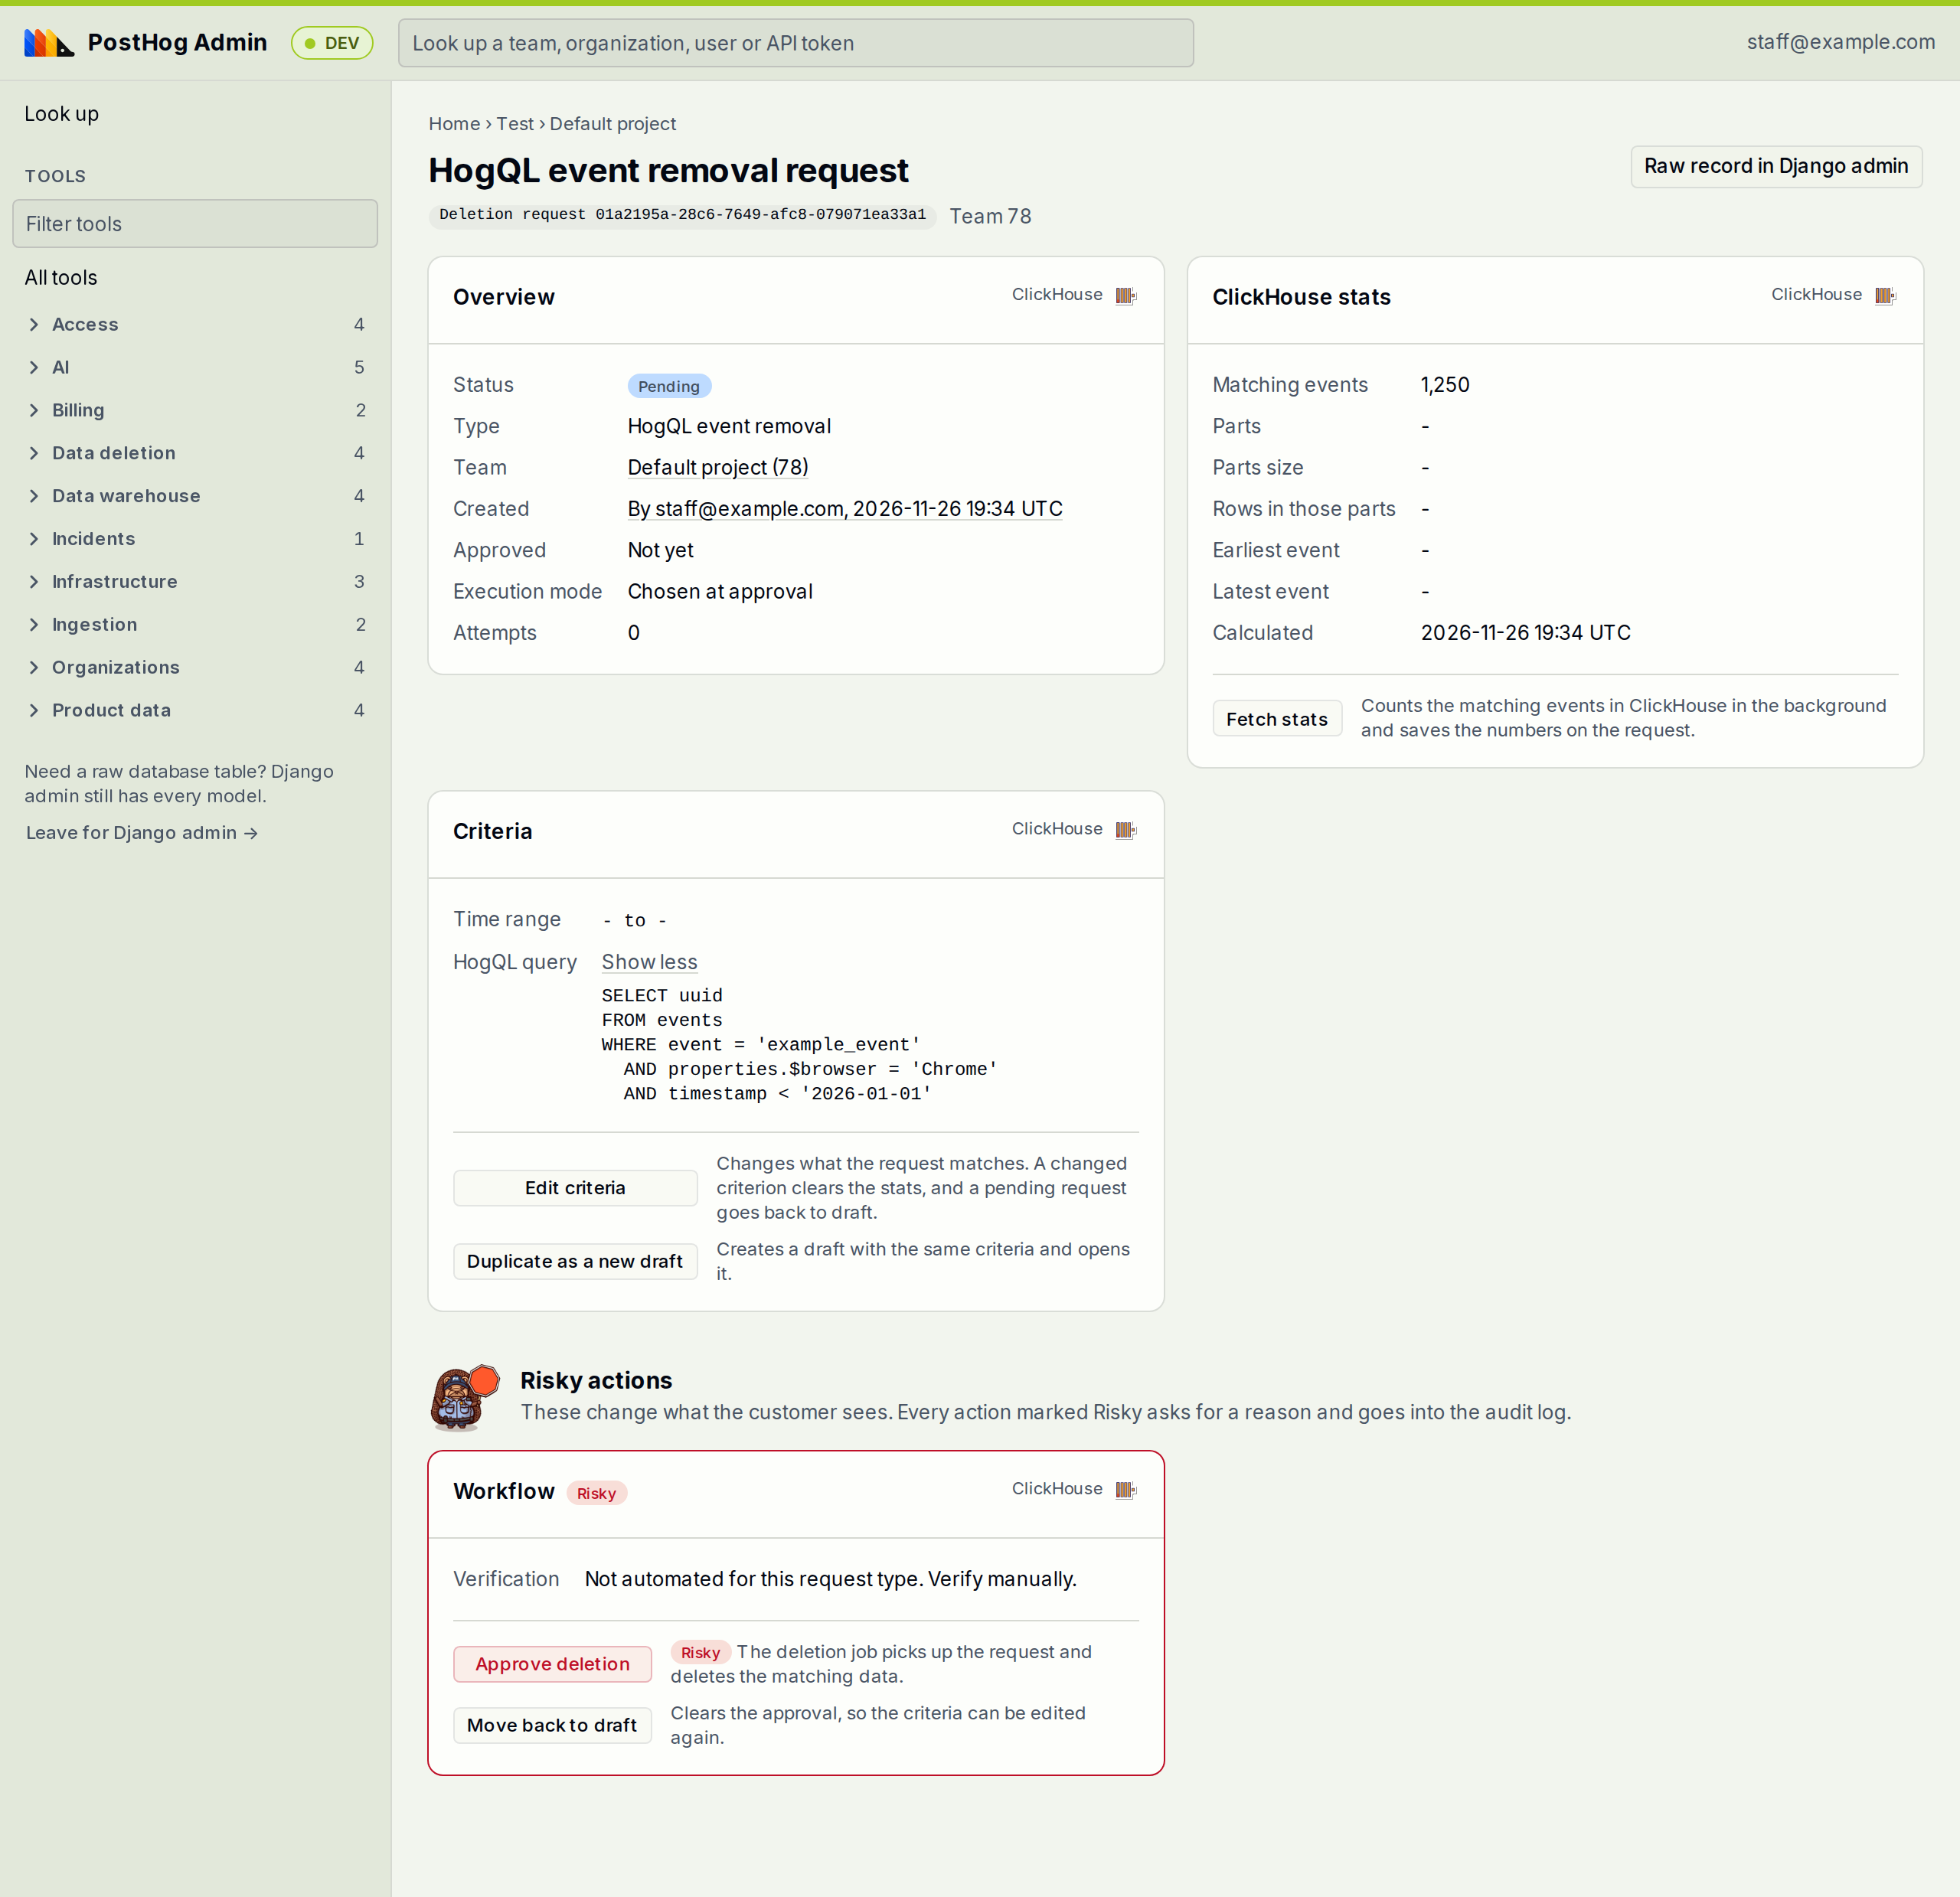 PostHog Admin
DEV
Look up a team, organization, user or API token
staff@example.com
Look up
TOOLS
Filter tools
All tools
Access 4
AI 5
Billing 2
Data deletion 4
Data warehouse 4
Incidents 1
Infrastructure 3
Ingestion 2
Organizations 4
Product data 4
Need a raw database table? Django
admin still has every model.
Leave for Django admin →
Home › Test › Default project
HogQL event removal request
Raw record in Django admin
Deletion request 01a2195a-28c6-7649-afc8-079071ea33a1 Team 78
Overview ClickHouse
Status Pending
Type HogQL event removal
Team Default project (78)
Created By staff@example.com, 2026-11-26 19:34 UTC
Approved Not yet
Execution mode Chosen at approval
Attempts 0
ClickHouse stats ClickHouse
Matching events 1,250
Parts -
Parts size -
Rows in those parts -
Earliest event -
Latest event -
Calculated 2026-11-26 19:34 UTC
Fetch stats
Counts the matching events in ClickHouse in the background
and saves the numbers on the request.
Criteria ClickHouse
Time range - to -
HogQL query Show less
SELECT uuid
FROM events
WHERE event = 'example_event'
AND properties.$browser = 'Chrome'
AND timestamp < '2026-01-01'
Edit criteria
Changes what the request matches. A changed
criterion clears the stats, and a pending request
goes back to draft.
Duplicate as a new draft
Creates a draft with the same criteria and opens
it.
Risky actions
These change what the customer sees. Every action marked Risky asks for a reason and goes into the audit log.
Workflow Risky ClickHouse
Verification Not automated for this request type. Verify manually.
Approve deletion
Risky The deletion job picks up the request and
deletes the matching data.
Move back to draft
Clears the approval, so the criteria can be edited
again.